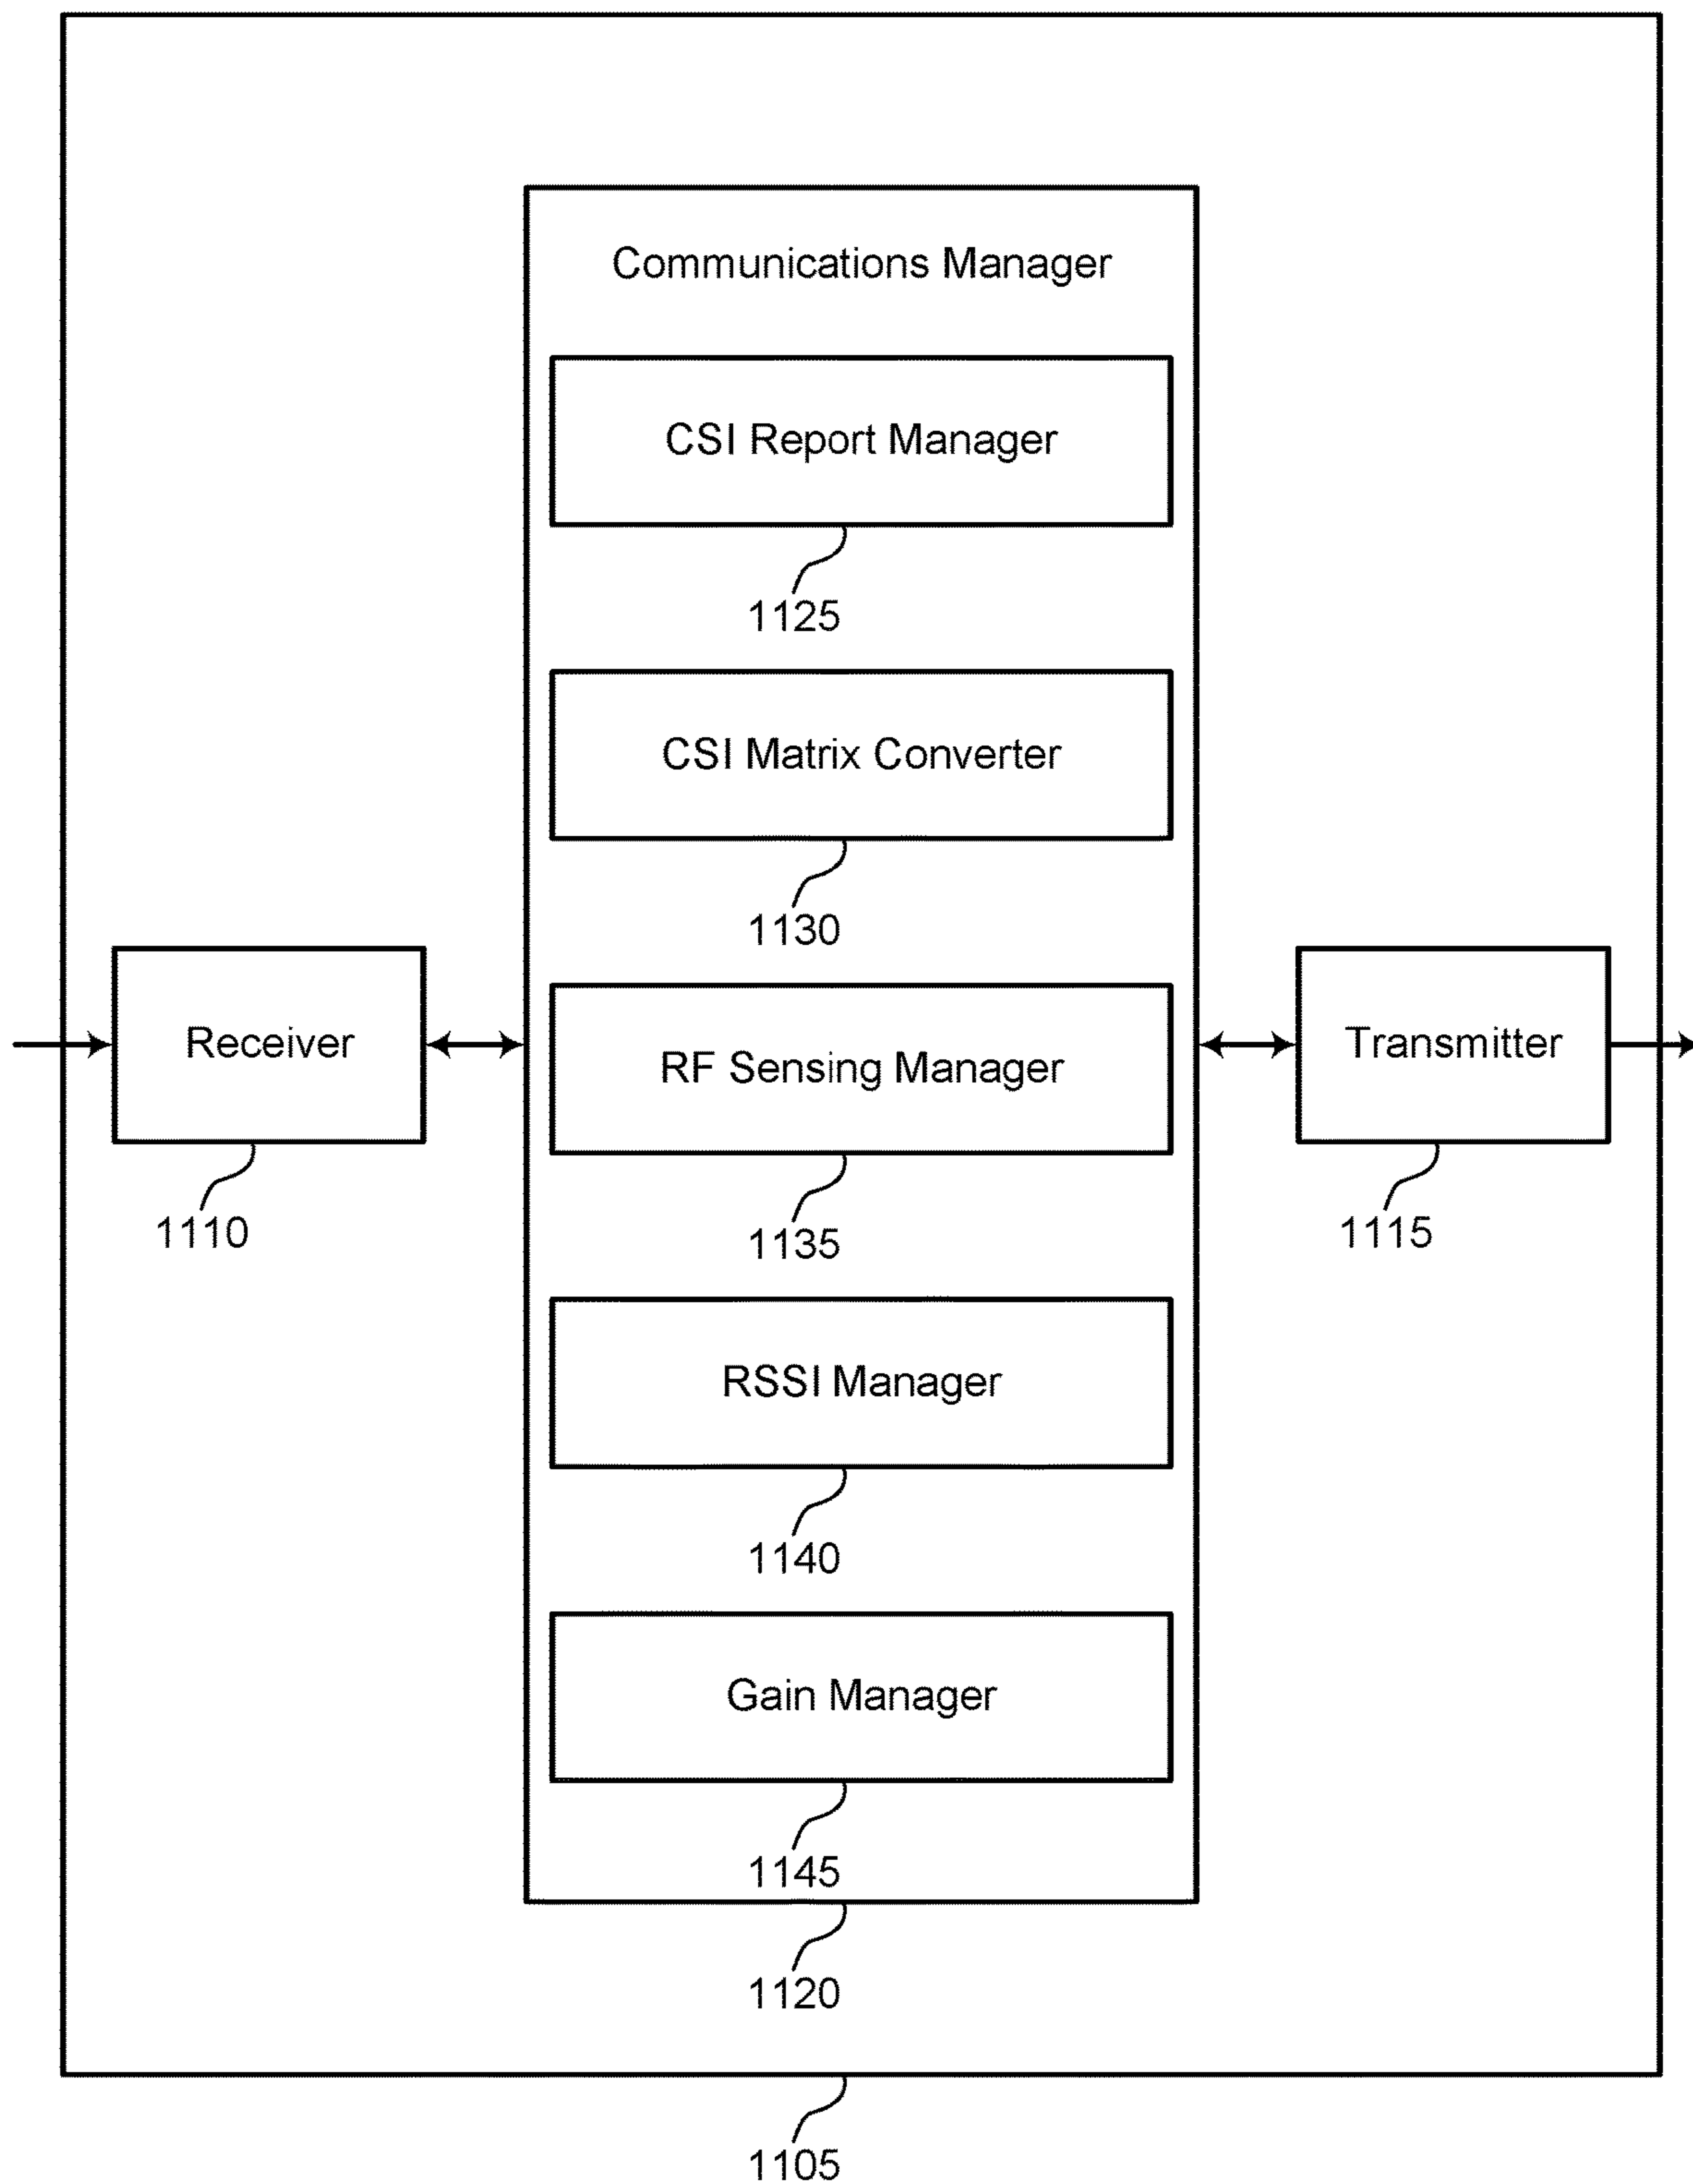 Communications Manager
CSI Report Manager
1125
CSI Matrix Converter
1130
Receiver
1110
RF Sensing Manager
1135
Transmitter
1115
RSSI Manager
1140
Gain Manager
1145
1120
1105